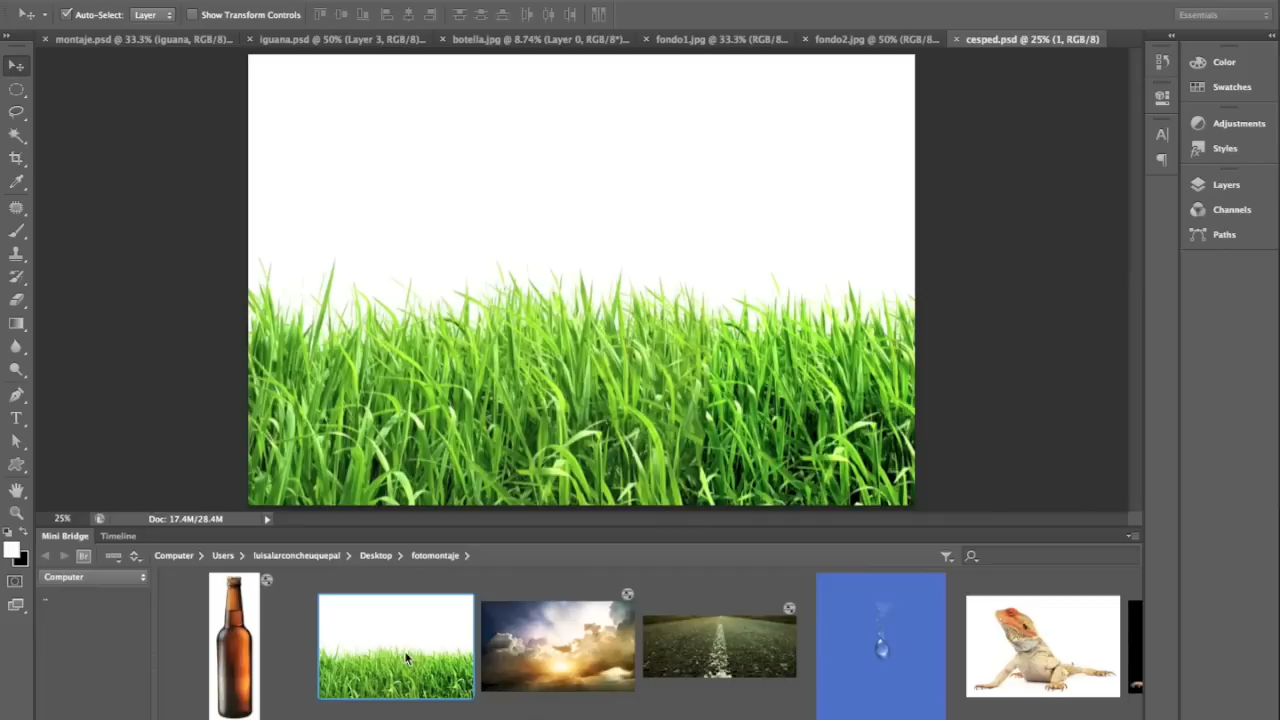 Auto-Select: Layer Show Transform Controls Essentials
montaje.psd @ 33.3% (iguana, RGB/8)... iguana.psd @ 50% (Layer 3, RGB/8)... botella.jpg @ 8.74% (Layer 0, RGB/8*)... fondo1.jpg @ 33.3% (RGB/8... fondo2.jpg @ 50% (RGB/8... cesped.psd @ 25% (1, RGB/8)
Color
Swatches
Adjustments
Styles
Layers
Channels
Paths
25% Doc: 17.4M/28.4M
Mini Bridge Timeline
Br Computer Users luisalarconcheuquepal Desktop fotomontaje
Computer
..